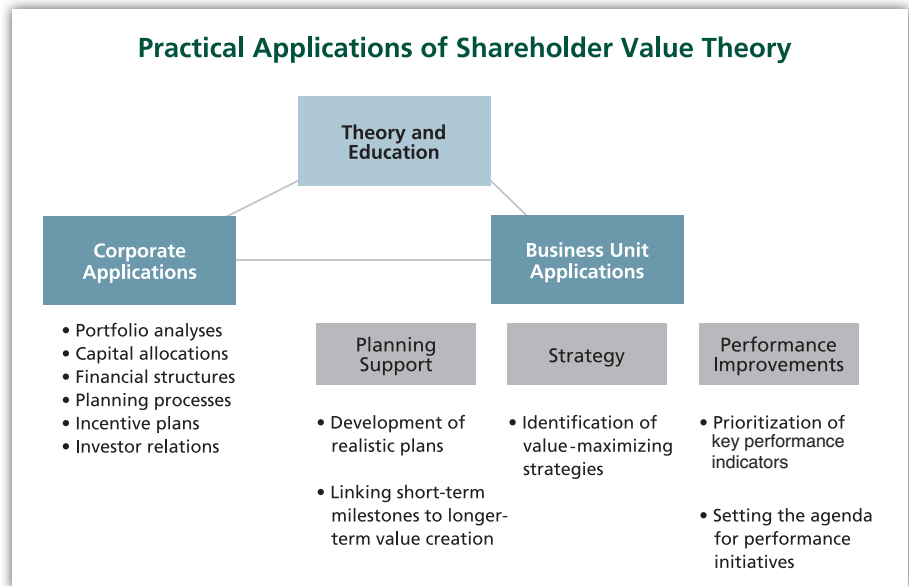 Practical Applications of Shareholder Value Theory
Theory and
Education
Corporate
Applications
• Portfolio analyses
• Capital allocations
• Financial structures
• Planning processes
• Incentive plans
• Investor relations
Business Unit
Applications
Planning
Support
• Development of
realistic plans
• Linking short-term
milestones to longer-
term value creation
Strategy
• Identification of
value-maximizing
strategies
Performance
Improvements
• Prioritization of
key performance
indicators
• Setting the agenda
for performance
initiatives